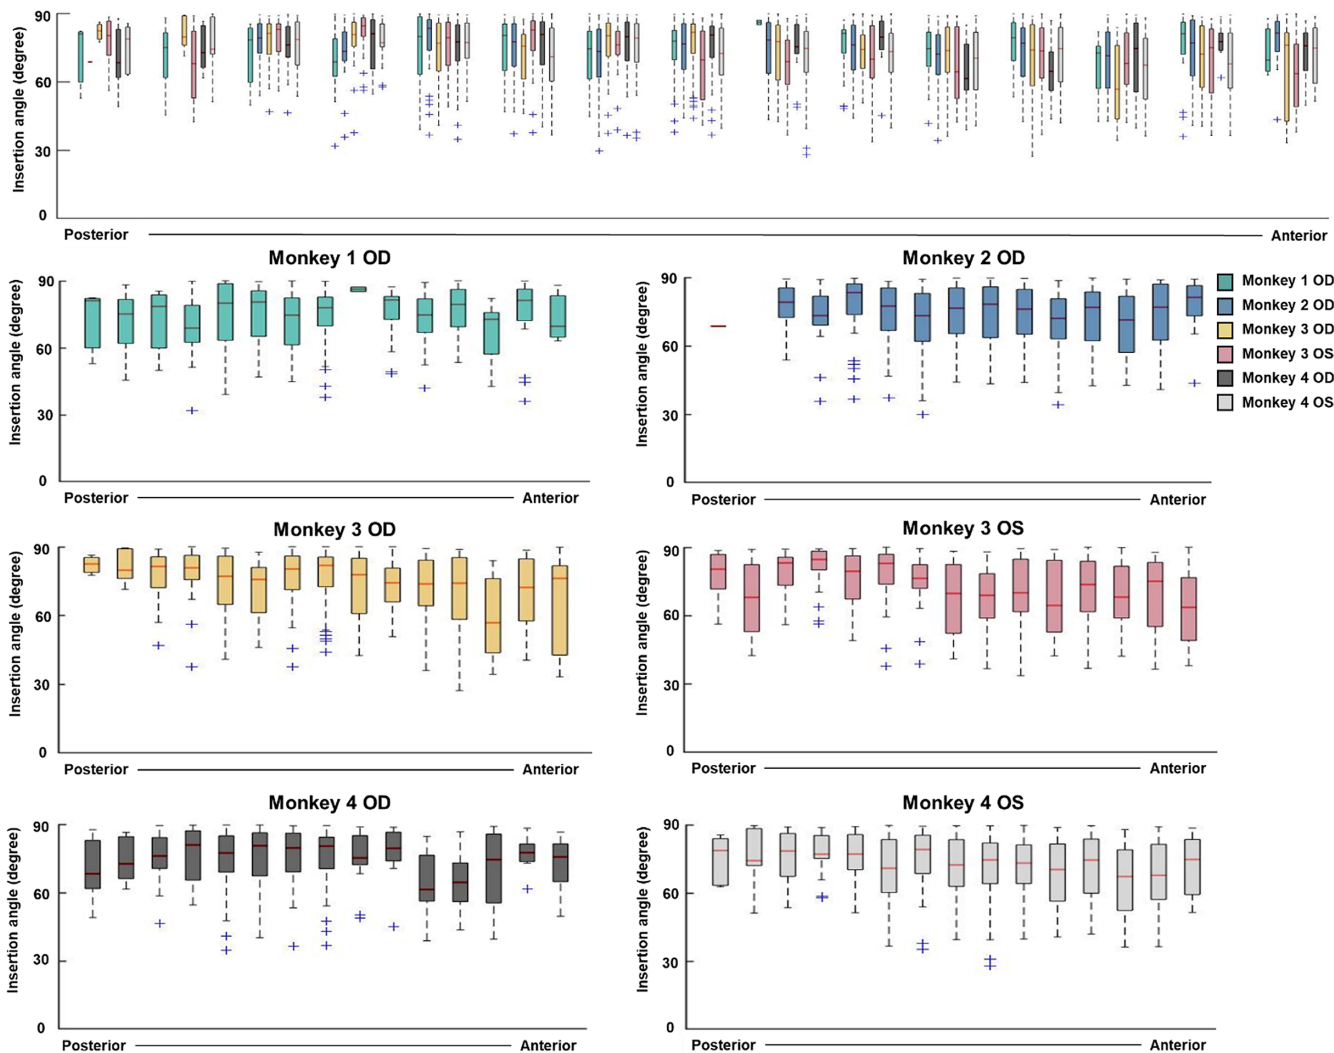 Insertion angle (degree)
90
60
30
0
Posterior
Anterior
Monkey 1 OD
Insertion angle (degree)
90
60
30
0
Posterior
Anterior
Monkey 2 OD
Insertion angle (degree)
90
60
30
0
Posterior
Anterior
Monkey 1 OD
Monkey 2 OD
Monkey 3 OD
Monkey 3 OS
Monkey 4 OD
Monkey 4 OS
Monkey 3 OD
Insertion angle (degree)
90
60
30
0
Posterior
Anterior
Monkey 3 OS
Insertion angle (degree)
90
60
30
0
Posterior
Anterior
Monkey 4 OD
Insertion angle (degree)
90
60
30
0
Posterior
Anterior
Monkey 4 OS
Insertion angle (degree)
90
60
30
0
Posterior
Anterior